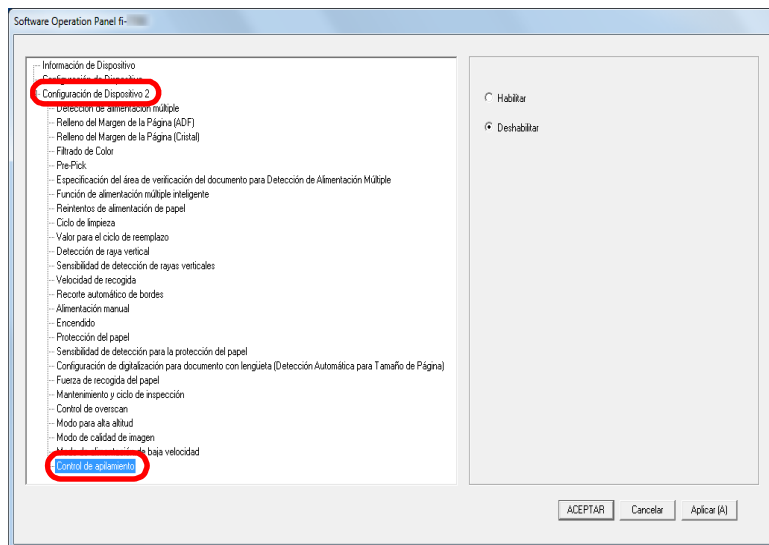 Software Operation Panel fi-
Información de Dispositivo
Configuración de Dispositivo
Configuración de Dispositivo 2
Detección de alimentación múltiple
Relleno del Margen de la Página (ADF)
Relleno del Margen de la Página (Cristal)
Filtrado de Color
Pre-Pick
Especificación del área de verificación del documento para Detección de Alimentación Múltiple
Función de alimentación múltiple inteligente
Reintentos de alimentación de papel
Ciclo de limpieza
Valor para el ciclo de reemplazo
Detección de raya vertical
Sensibilidad de detección de rayas verticales
Velocidad de recogida
Recorte automático de bordes
Alimentación manual
Encendido
Protección del papel
Sensibilidad de detección para la protección del papel
Configuración de digitalización para documento con lengüeta (Detección Automática para Tamaño de Página)
Fuerza de recogida del papel
Mantenimiento y ciclo de inspección
Control de overscan
Modo para alta altitud
Modo de calidad de imagen
Modo de alimentación de baja velocidad
Control de apilamiento
Habilitar
Deshabilitar
ACEPTAR Cancelar Aplicar (A)